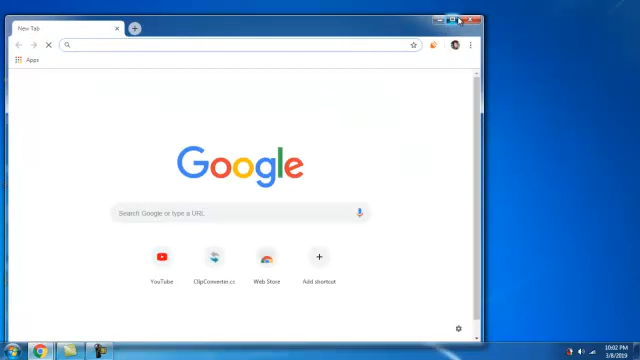 New Tab
Apps
Google
Search Google or type a URL
YouTube
ClipConverter.cc
Web Store
Add shortcut
10:02 PM
3/8/2019